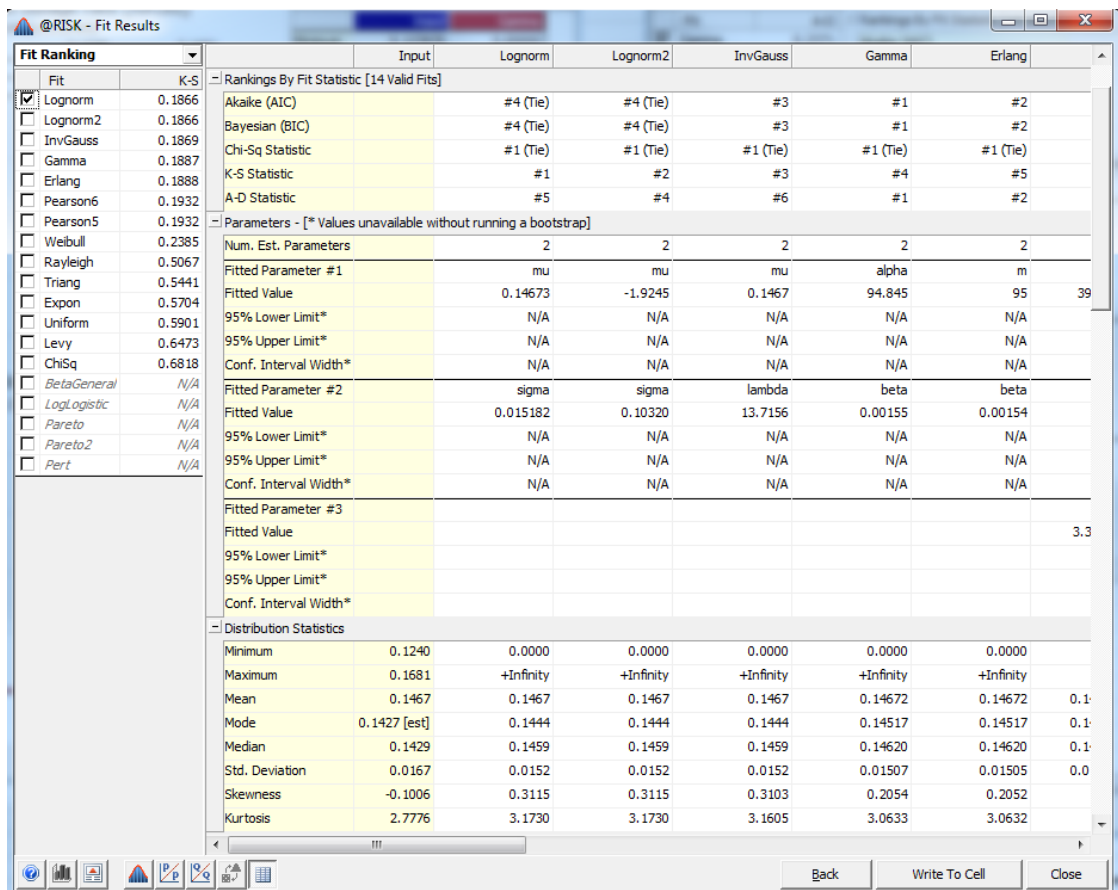 @RISK - Fit Results
Fit Ranking
Fit K-S
Lognorm 0.1866
Lognorm2 0.1866
InvGauss 0.1869
Gamma 0.1887
Erlang 0.1888
Pearson6 0.1932
Pearson5 0.1932
Weibull 0.2385
Rayleigh 0.5067
Triang 0.5441
Expon 0.5704
Uniform 0.5901
Levy 0.6473
ChiSq 0.6818
BetaGeneral N/A
LogLogistic N/A
Pareto N/A
Pareto2 N/A
Pert N/A
Input Lognorm Lognorm2 InvGauss Gamma Erlang
Rankings By Fit Statistic [14 Valid Fits]
Akaike (AIC) #4 (Tie) #4 (Tie) #3 #1 #2
Bayesian (BIC) #4 (Tie) #4 (Tie) #3 #1 #2
Chi-Sq Statistic #1 (Tie) #1 (Tie) #1 (Tie) #1 (Tie) #1 (Tie)
K-S Statistic #1 #2 #3 #4 #5
A-D Statistic #5 #4 #6 #1 #2
Parameters - [* Values unavailable without running a bootstrap]
Num. Est. Parameters 2 2 2 2 2
Fitted Parameter #1 mu mu mu alpha m
Fitted Value 0.14673 -1.9245 0.1467 94.845 95 39
95% Lower Limit* N/A N/A N/A N/A N/A
95% Upper Limit* N/A N/A N/A N/A N/A
Conf. Interval Width* N/A N/A N/A N/A N/A
Fitted Parameter #2 sigma sigma lambda beta beta
Fitted Value 0.015182 0.10320 13.7156 0.00155 0.00154
95% Lower Limit* N/A N/A N/A N/A N/A
95% Upper Limit* N/A N/A N/A N/A N/A
Conf. Interval Width* N/A N/A N/A N/A N/A
Fitted Parameter #3
Fitted Value 3.3
95% Lower Limit*
95% Upper Limit*
Conf. Interval Width*
Distribution Statistics
Minimum 0.1240 0.0000 0.0000 0.0000 0.0000 0.0000
Maximum 0.1681 +Infinity +Infinity +Infinity +Infinity +Infinity
Mean 0.1467 0.1467 0.1467 0.1467 0.14672 0.14672 0.1
Mode 0.1427 [est] 0.1444 0.1444 0.1444 0.14517 0.14517 0.1
Median 0.1429 0.1459 0.1459 0.1459 0.14620 0.14620 0.1
Std. Deviation 0.0167 0.0152 0.0152 0.0152 0.01507 0.01505 0.0
Skewness -0.1006 0.3115 0.3115 0.3103 0.2054 0.2052
Kurtosis 2.7776 3.1730 3.1730 3.1605 3.0633 3.0632
Back Write To Cell Close